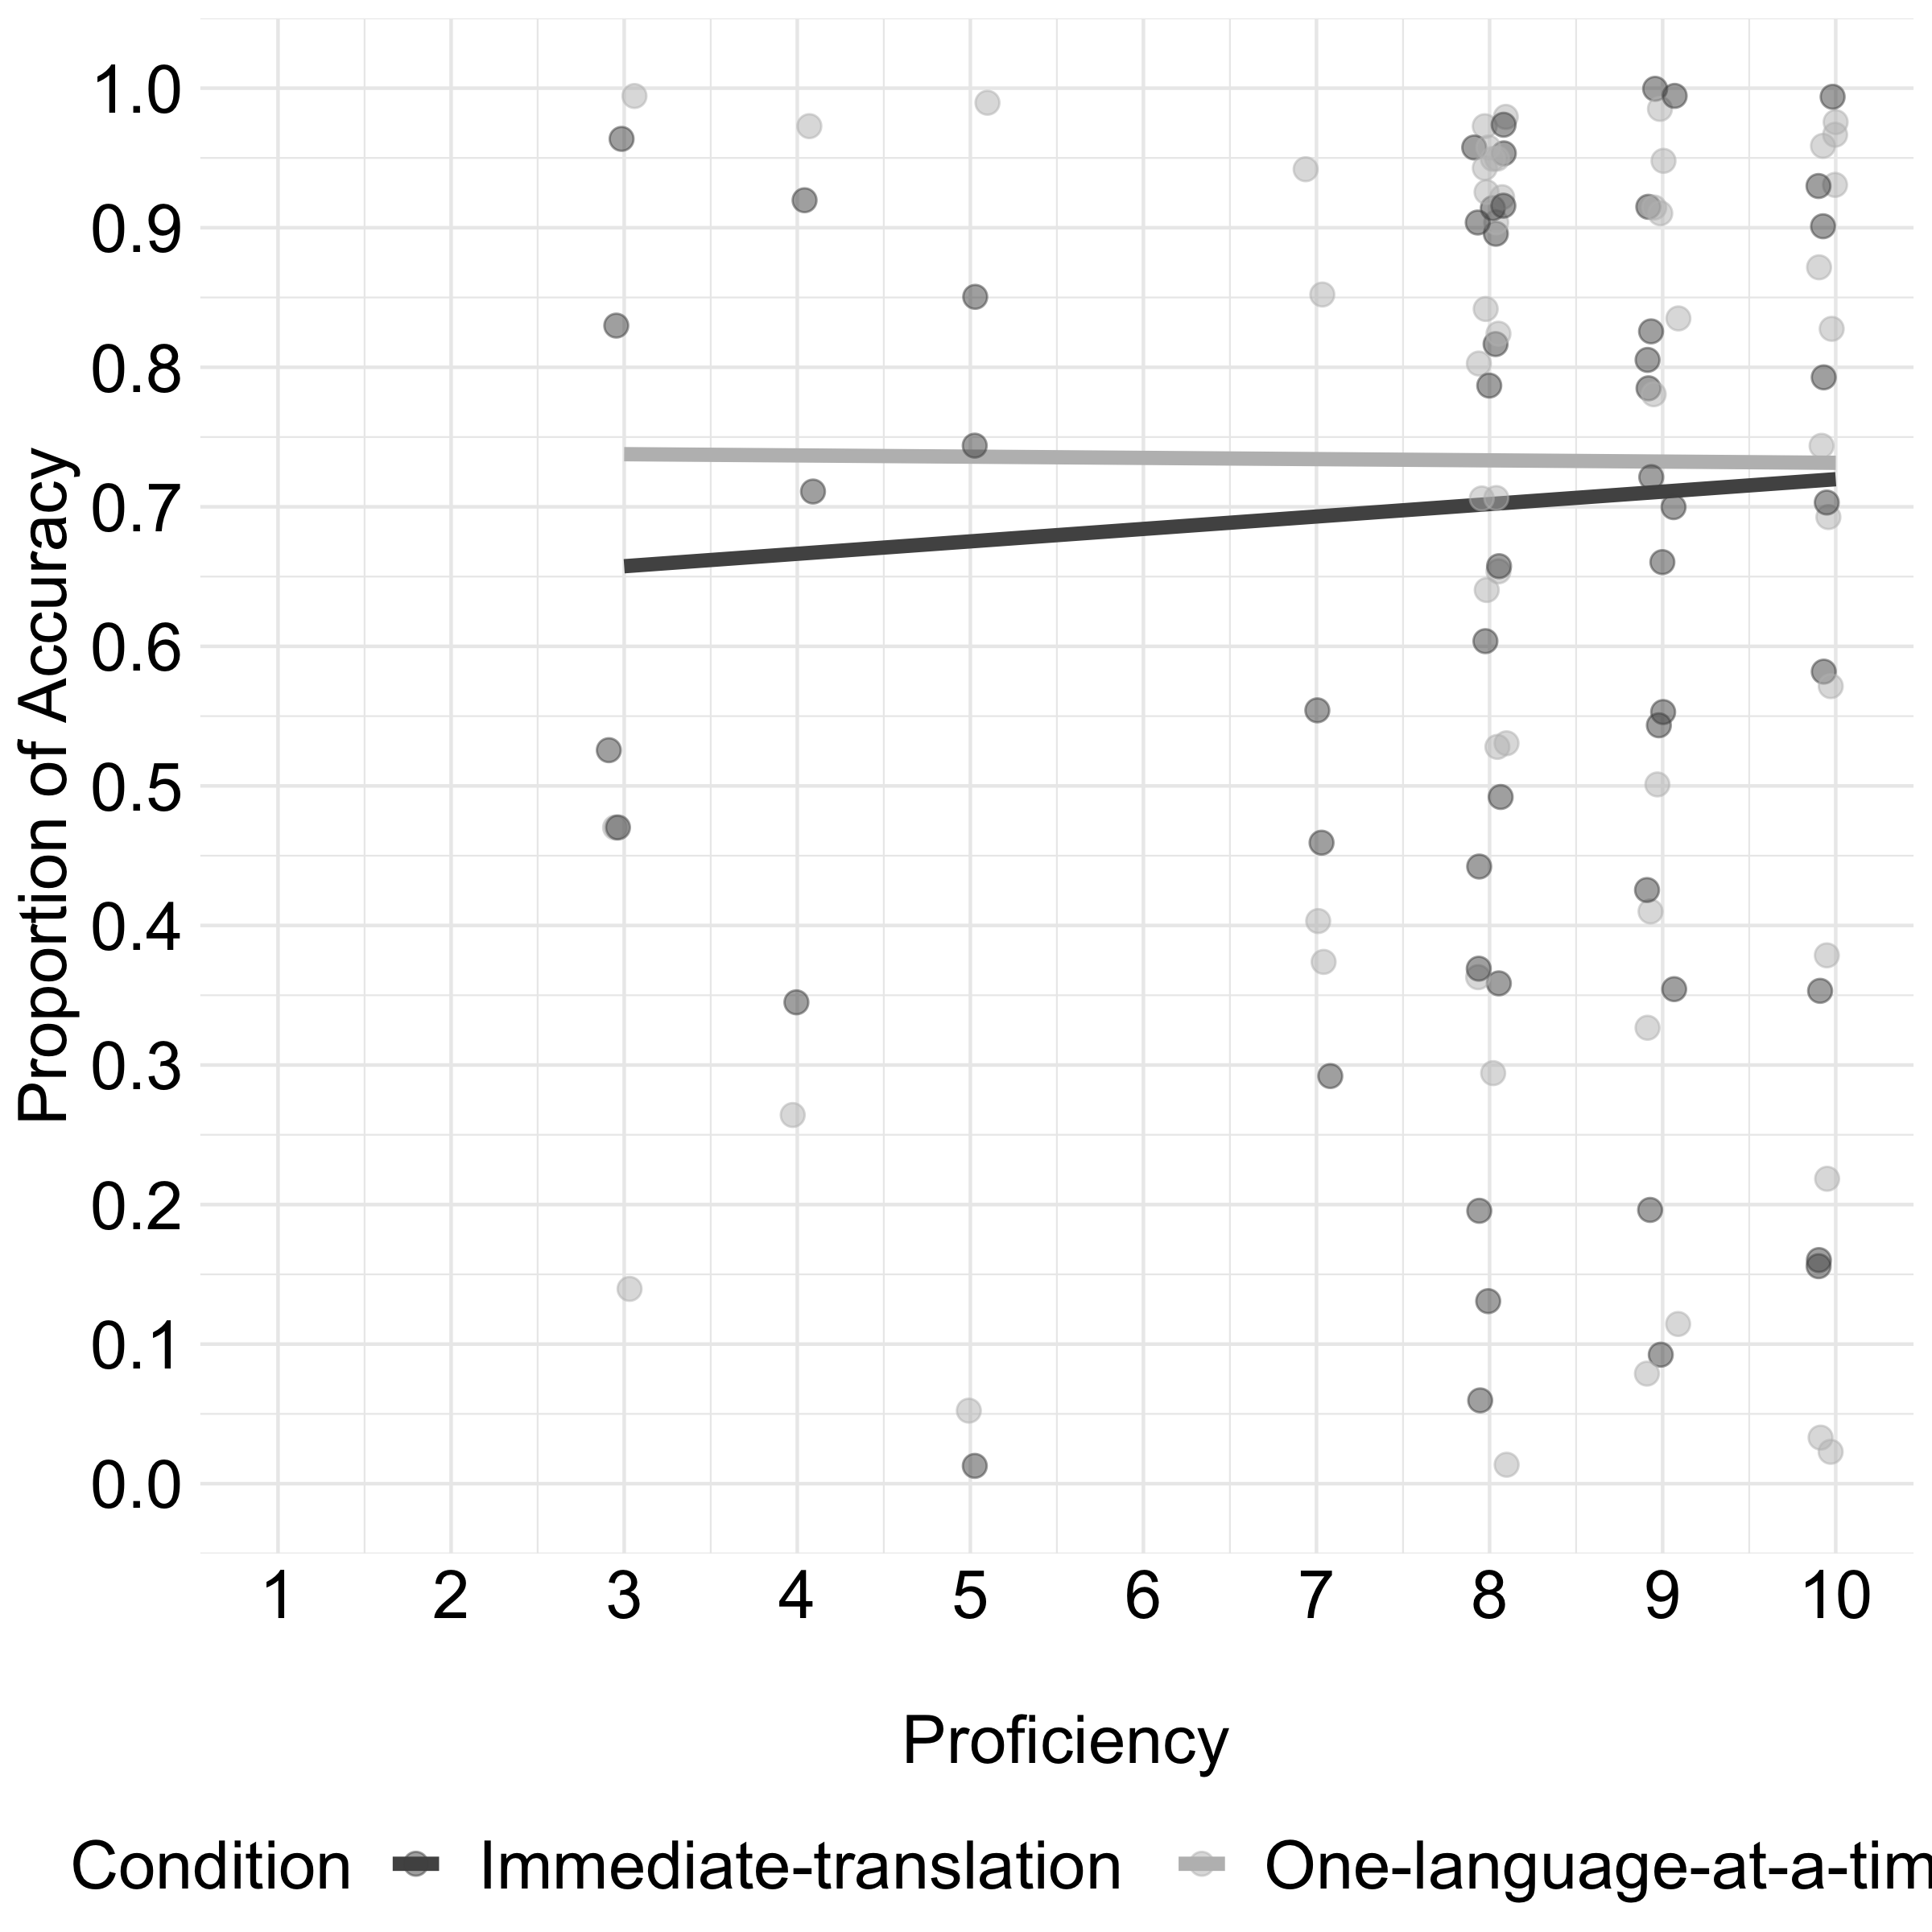 1.0
0.9
0.8
0.7
0.6
0.5
0.4
0.3
0.2
0.1
0.0
Proportion of Accuracy
1 2 3 4 5 6 7 8 9 10
Proficiency
Condition Immediate-translation One-language-at-a-tim